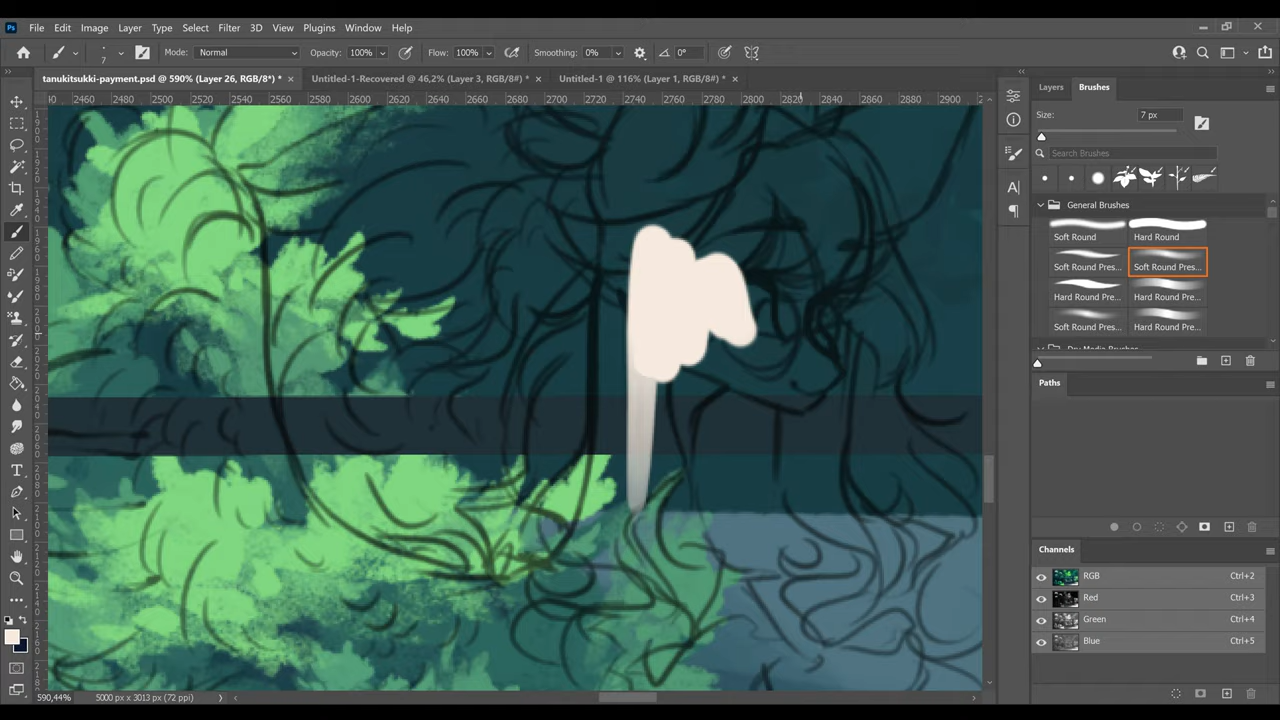 Ps File Edit Image Layer Type Select Filter 3D View Plugins Window Help
7 Mode: Normal Opacity: 100% Flow: 100% Smoothing: 0% 0°
tanukitsukki-payment.psd @ 590% (Layer 26, RGB/8*) * × Untitled-1-Recovered @ 46,2% (Layer 3, RGB/8#) * × Untitled-1 @ 116% (Layer 1, RGB/8#) * ×
2460 2480 2500 2520 2540 2560 2580 2600 2620 2640 2660 2680 2700 2720 2740 2760 2780 2800 2820 2840 2860 2880 2900
Layers Brushes
Size: 7 px
Search Brushes
General Brushes
Soft Round Hard Round
Soft Round Pres... Soft Round Pres...
Hard Round Pre... Hard Round Pre...
Soft Round Pres... Hard Round Pre...
Paths
Channels
RGB Ctrl+2
Red Ctrl+3
Green Ctrl+4
Blue Ctrl+5
590,44% 5000 px x 3013 px (72 ppi)